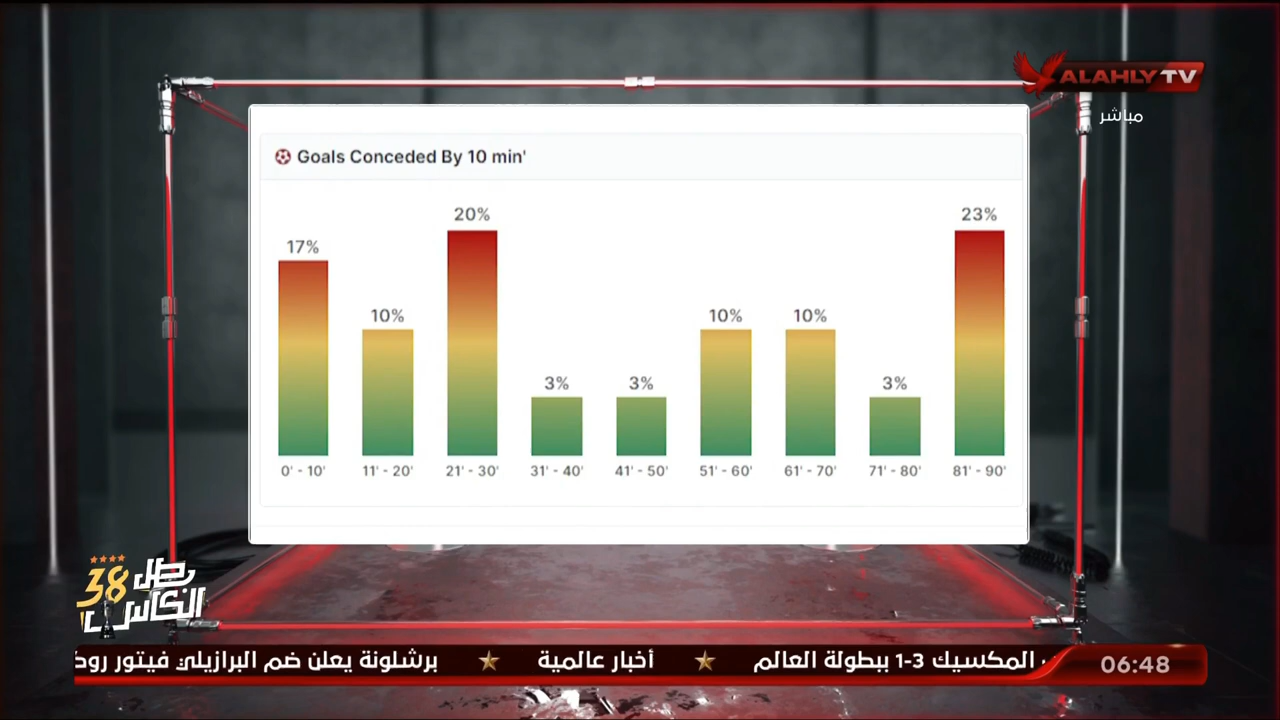 ALAHLY TV
مباشر
Goals Conceded By 10 min'
17% 10% 20% 3% 3% 10% 10% 3% 23%
0' - 10' 11' - 20' 21' - 30' 31' - 40' 41' - 50' 51' - 60' 61' - 70' 71' - 80' 81' - 90'
بطل
الكاس 38
المكسيك 3-1 ببطولة العالم ★ أخبار عالمية ★ برشلونة يعلن ضم البرازيلي فيتور
06:48